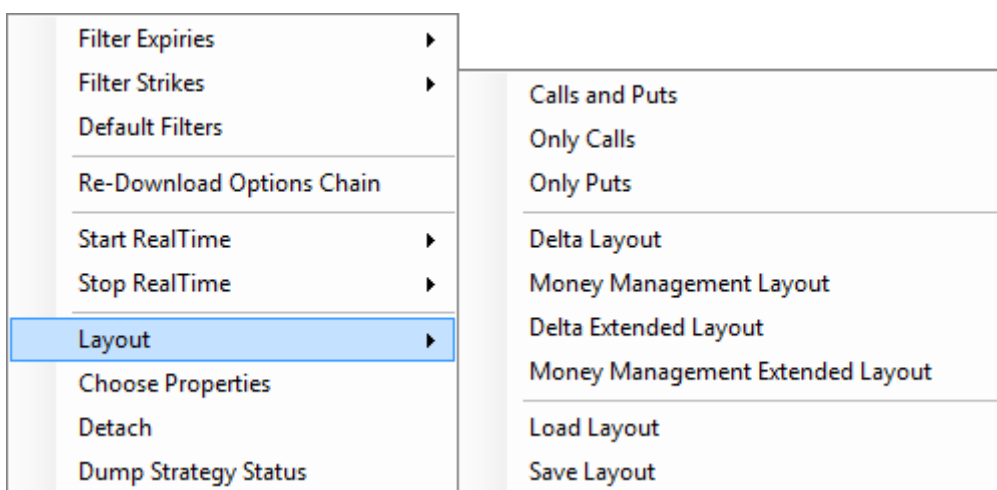 Filter Expiries
Filter Strikes
Default Filters
Re-Download Options Chain
Start RealTime
Stop RealTime
Layout
Choose Properties
Detach
Dump Strategy Status
Calls and Puts
Only Calls
Only Puts
Delta Layout
Money Management Layout
Delta Extended Layout
Money Management Extended Layout
Load Layout
Save Layout